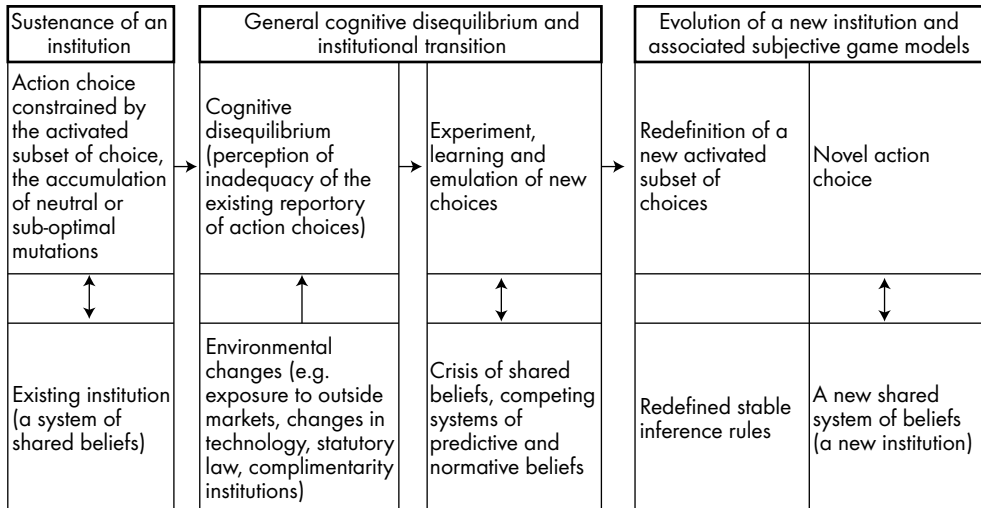 Sustenance of an
institution
General cognitive disequilibrium and
institutional transition
Evolution of a new institution and
associated subjective game models
Action choice
constrained by
the activated
subset of choice,
the accumulation
of neutral or
sub-optimal
mutations
Cognitive
disequilibrium
(perception of
inadequacy of the
existing reportory
of action choices)
Experiment,
learning and
emulation of new
choices
Redefinition of a
new activated
subset of
choices
Novel action
choice
Existing institution
(a system of
shared beliefs)
Environmental
changes (e.g.
exposure to outside
markets, changes in
technology, statutory
law, complimentarity
institutions)
Crisis of shared
beliefs, competing
systems of
predictive and
normative beliefs
Redefined stable
inference rules
A new shared
system of beliefs
(a new institution)